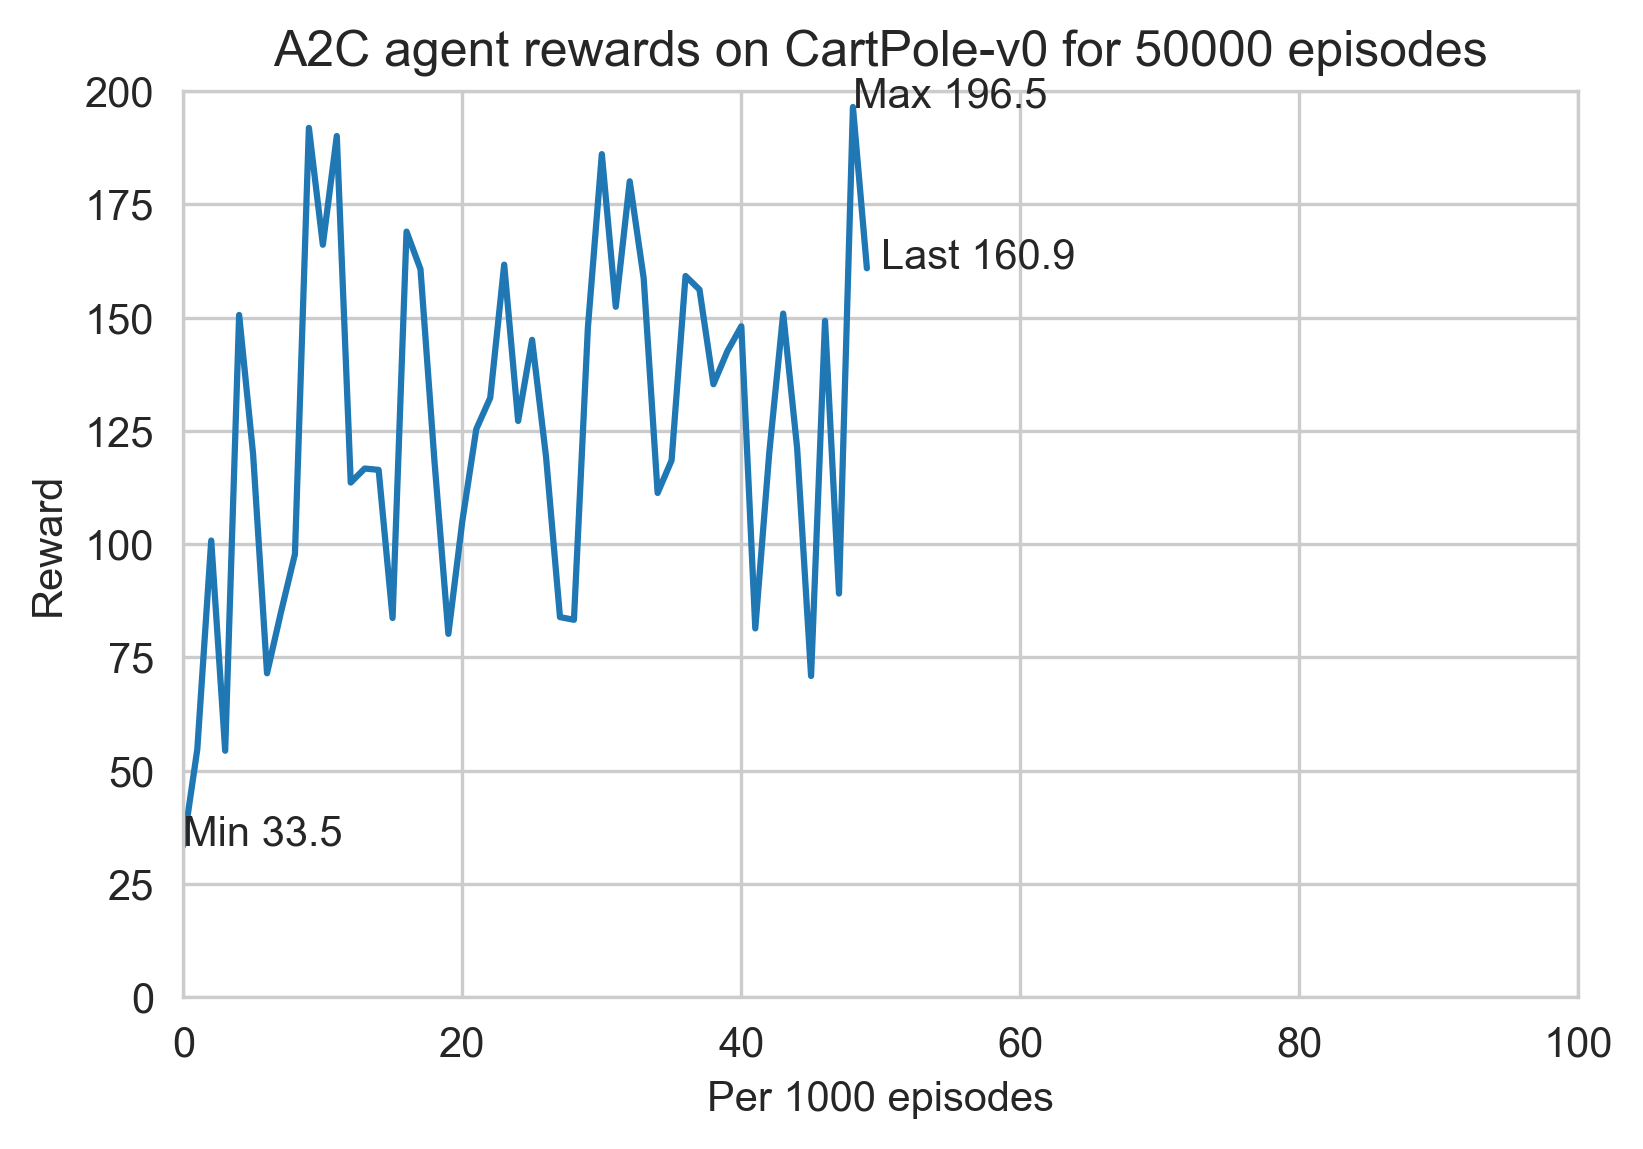 A2C agent rewards on CartPole-v0 for 50000 episodes
200
175
150
125
100
75
50
25
0
Reward
Max 196.5
Last 160.9
Min 33.5
0 20 40 60 80 100
Per 1000 episodes